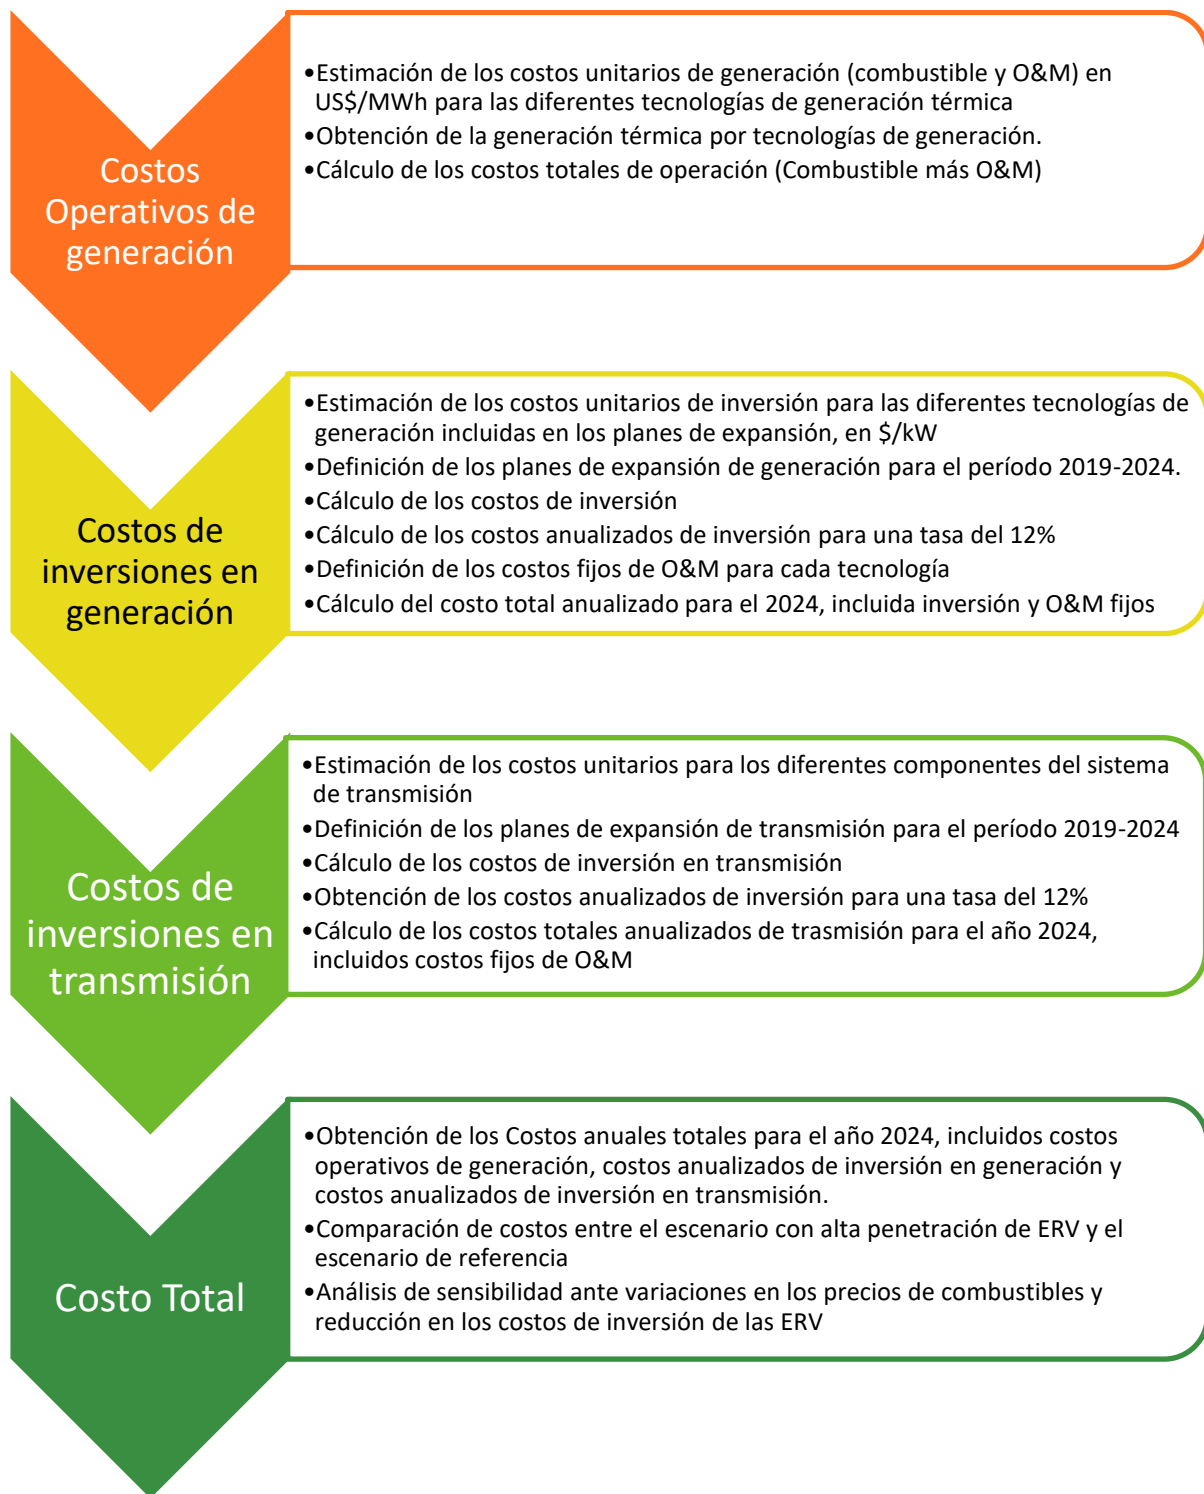 Costos
Operativos de
generación
•Estimación de los costos unitarios de generación (combustible y O&M) en
US$/MWh para las diferentes tecnologías de generación térmica
•Obtención de la generación térmica por tecnologías de generación.
•Cálculo de los costos totales de operación (Combustible más O&M)
Costos de
inversiones en
generación
•Estimación de los costos unitarios de inversión para las diferentes tecnologías de
generación incluidas en los planes de expansión, en $/kW
•Definición de los planes de expansión de generación para el período 2019-2024.
•Cálculo de los costos de inversión
•Cálculo de los costos anualizados de inversión para una tasa del 12%
•Definición de los costos fijos de O&M para cada tecnología
•Cálculo del costo total anualizado para el 2024, incluida inversión y O&M fijos
Costos de
inversiones en
transmisión
•Estimación de los costos unitarios para los diferentes componentes del sistema
de transmisión
•Definición de los planes de expansión de transmisión para el período 2019-2024
•Cálculo de los costos de inversión en transmisión
•Obtención de los costos anualizados de inversión para una tasa del 12%
•Cálculo de los costos totales anualizados de trasmisión para el año 2024,
incluidos costos fijos de O&M
Costo Total
•Obtención de los Costos anuales totales para el año 2024, incluidos costos
operativos de generación, costos anualizados de inversión en generación y
costos anualizados de inversión en transmisión.
•Comparación de costos entre el escenario con alta penetración de ERV y el
escenario de referencia
•Análisis de sensibilidad ante variaciones en los precios de combustibles y
reducción en los costos de inversión de las ERV